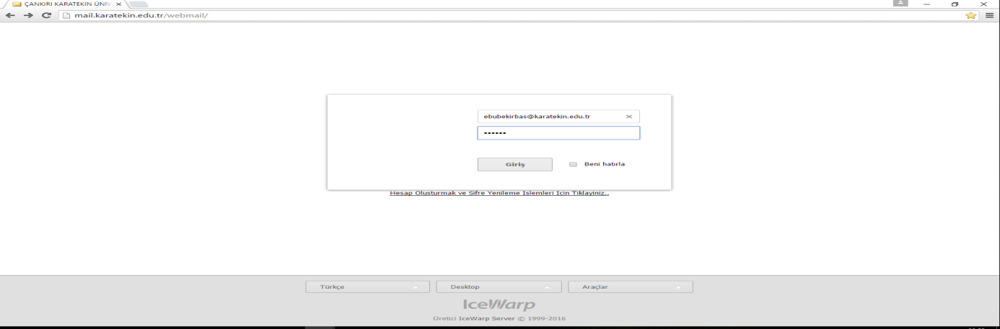 ÇANKIRI KARATEKİN ÜNİV
mail.karatekin.edu.tr/webmail/
ebubekirbas@karatekin.edu.tr
••••••
Giriş
Beni hatırla
Hesap Olusturmak ve Sifre Yenileme Islemleri Icin Tiklayiniz..
Türkçe
Desktop
Araçlar
IceWarp
Üretici IceWarp Server © 1999-2016